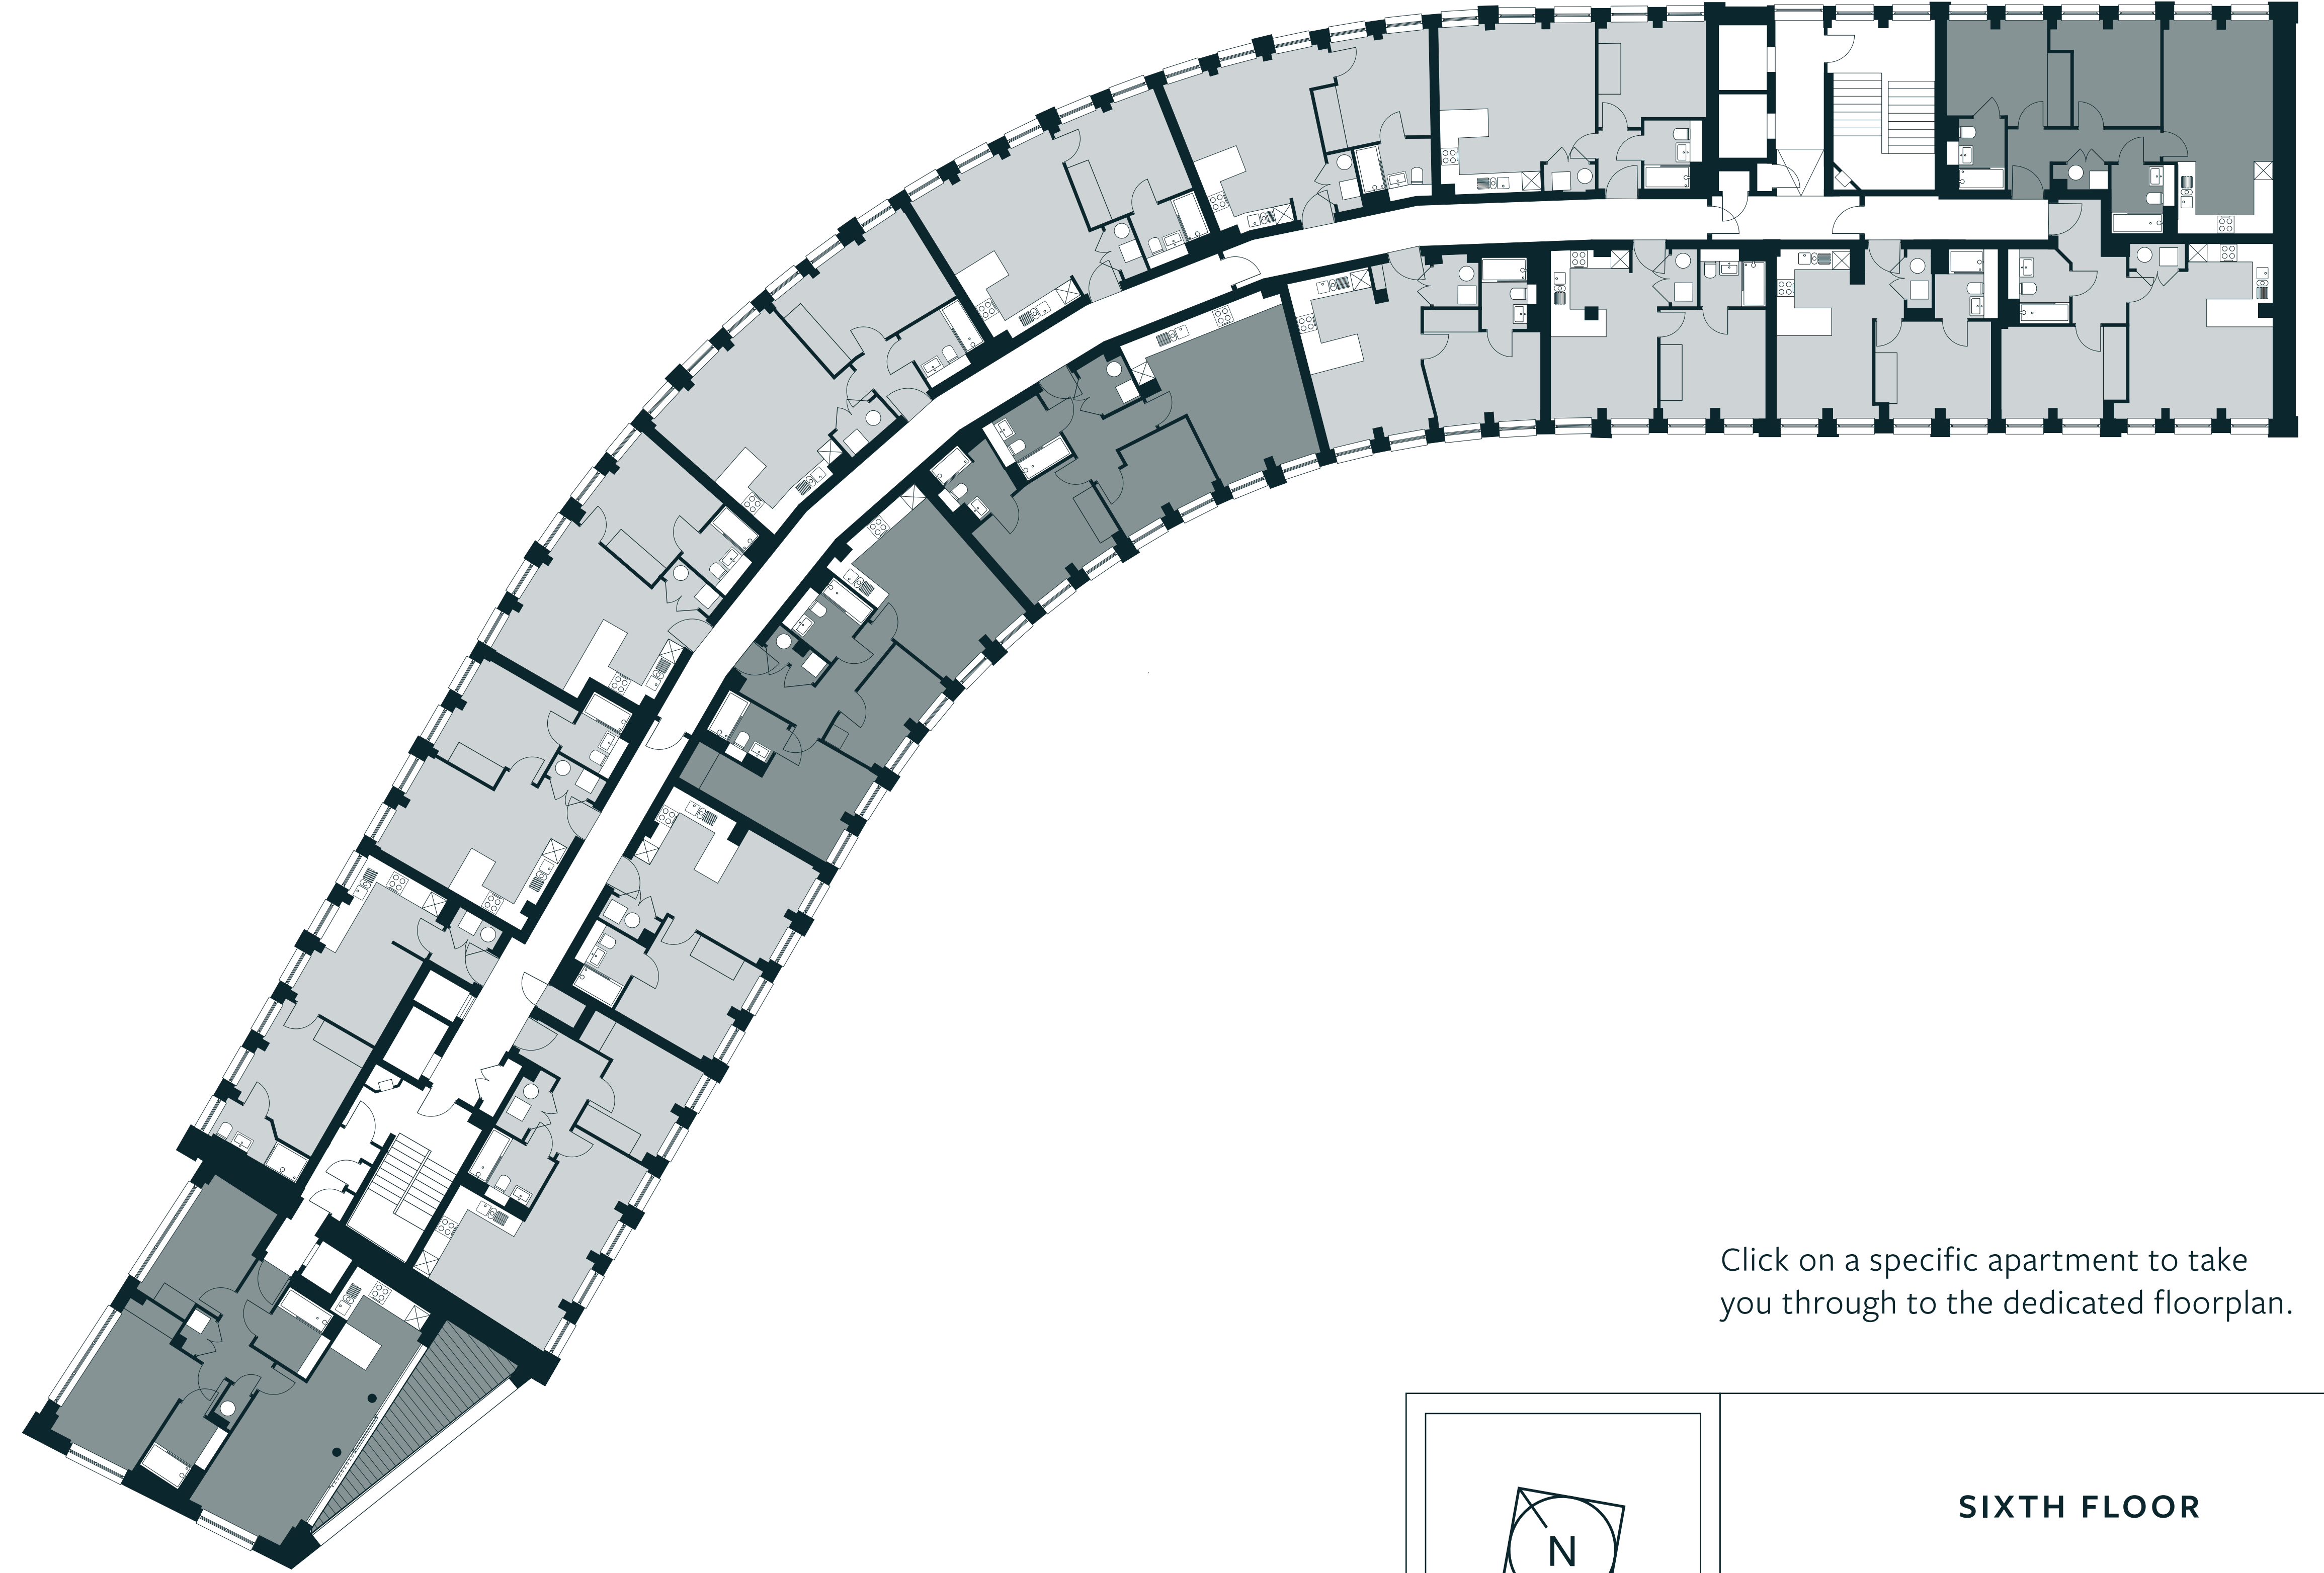 Click on a specific apartment to take
you through to the dedicated floorplan.
SIXTH FLOOR
N